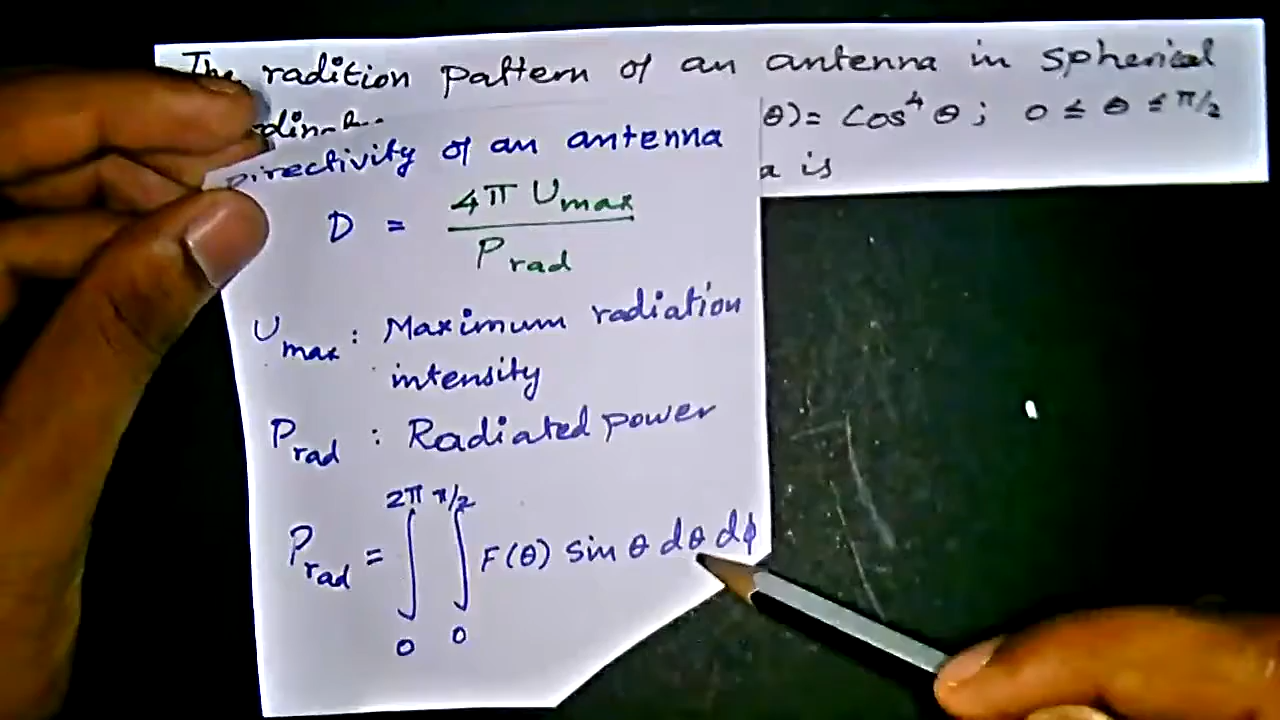 The radition pattern of an antenna in spherical
θ) = cos⁴ θ ; 0 ≤ θ ≤ π/2
is
Directivity of an antenna
D = 4π Umax / Prad
Umax : Maximum radiation
intensity
Prad : Radiated power
Prad = ∫₀^2π ∫₀^π/2 F(θ) sin θ dθ dφ